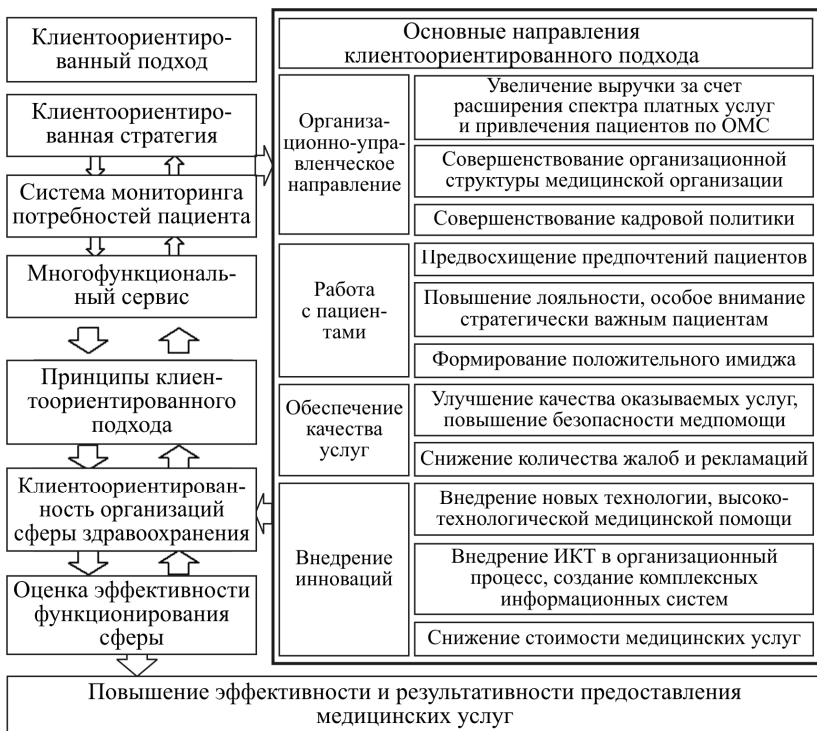 Клиентоориентиро-
ванный подход
Клиентоориентиро-
ванная стратегия
Система мониторинга
потребностей пациента
Многофункциональ-
ный сервис
Принципы клиен-
тоориентированного
подхода
Клиентоориентирован-
ность организаций
сферы здравоохранения
Оценка эффективности
функционирования
сферы
Основные направления
клиентоориентированного подхода
Организа-
ционно-упра-
вленческое
направление
Увеличение выручки за счет
расширения спектра платных услуг
и привлечения пациентов по ОМС
Совершенствование организационной
структуры медицинской организации
Совершенствование кадровой политики
Работа
с пациен-
тами
Предвосхищение предпочтений пациентов
Повышение лояльности, особое внимание
стратегически важным пациентам
Формирование положительного имиджа
Обеспечение
качества
услуг
Улучшение качества оказываемых услуг,
повышение безопасности медпомощи
Снижение количества жалоб и рекламаций
Внедрение
инноваций
Внедрение новых технологии, высоко-
технологической медицинской помощи
Внедрение ИКТ в организационный
процесс, создание комплексных
информационных систем
Снижение стоимости медицинских услуг
Повышение эффективности и результативности предоставления
медицинских услуг